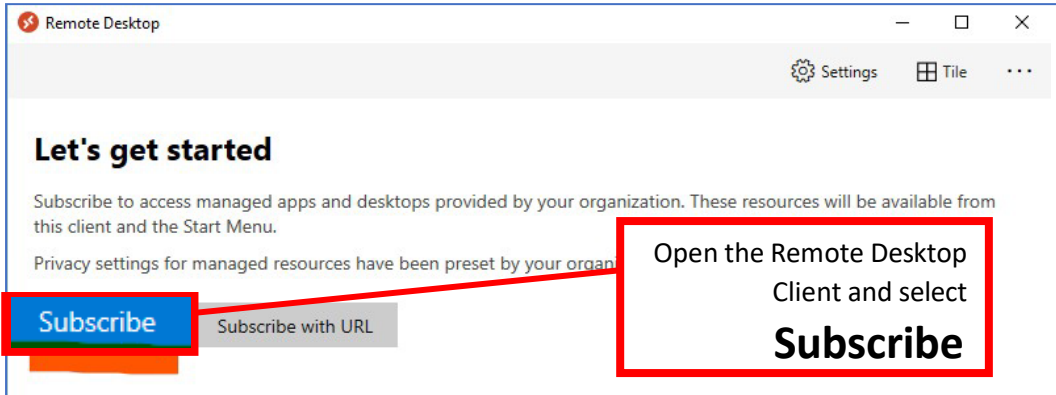 Remote Desktop
Settings
Tile
Let's get started
Subscribe to access managed apps and desktops provided by your organization. These resources will be available from
this client and the Start Menu.
Privacy settings for managed resources have been preset by your organi
Subscribe
Subscribe with URL
Open the Remote Desktop
Client and select
Subscribe